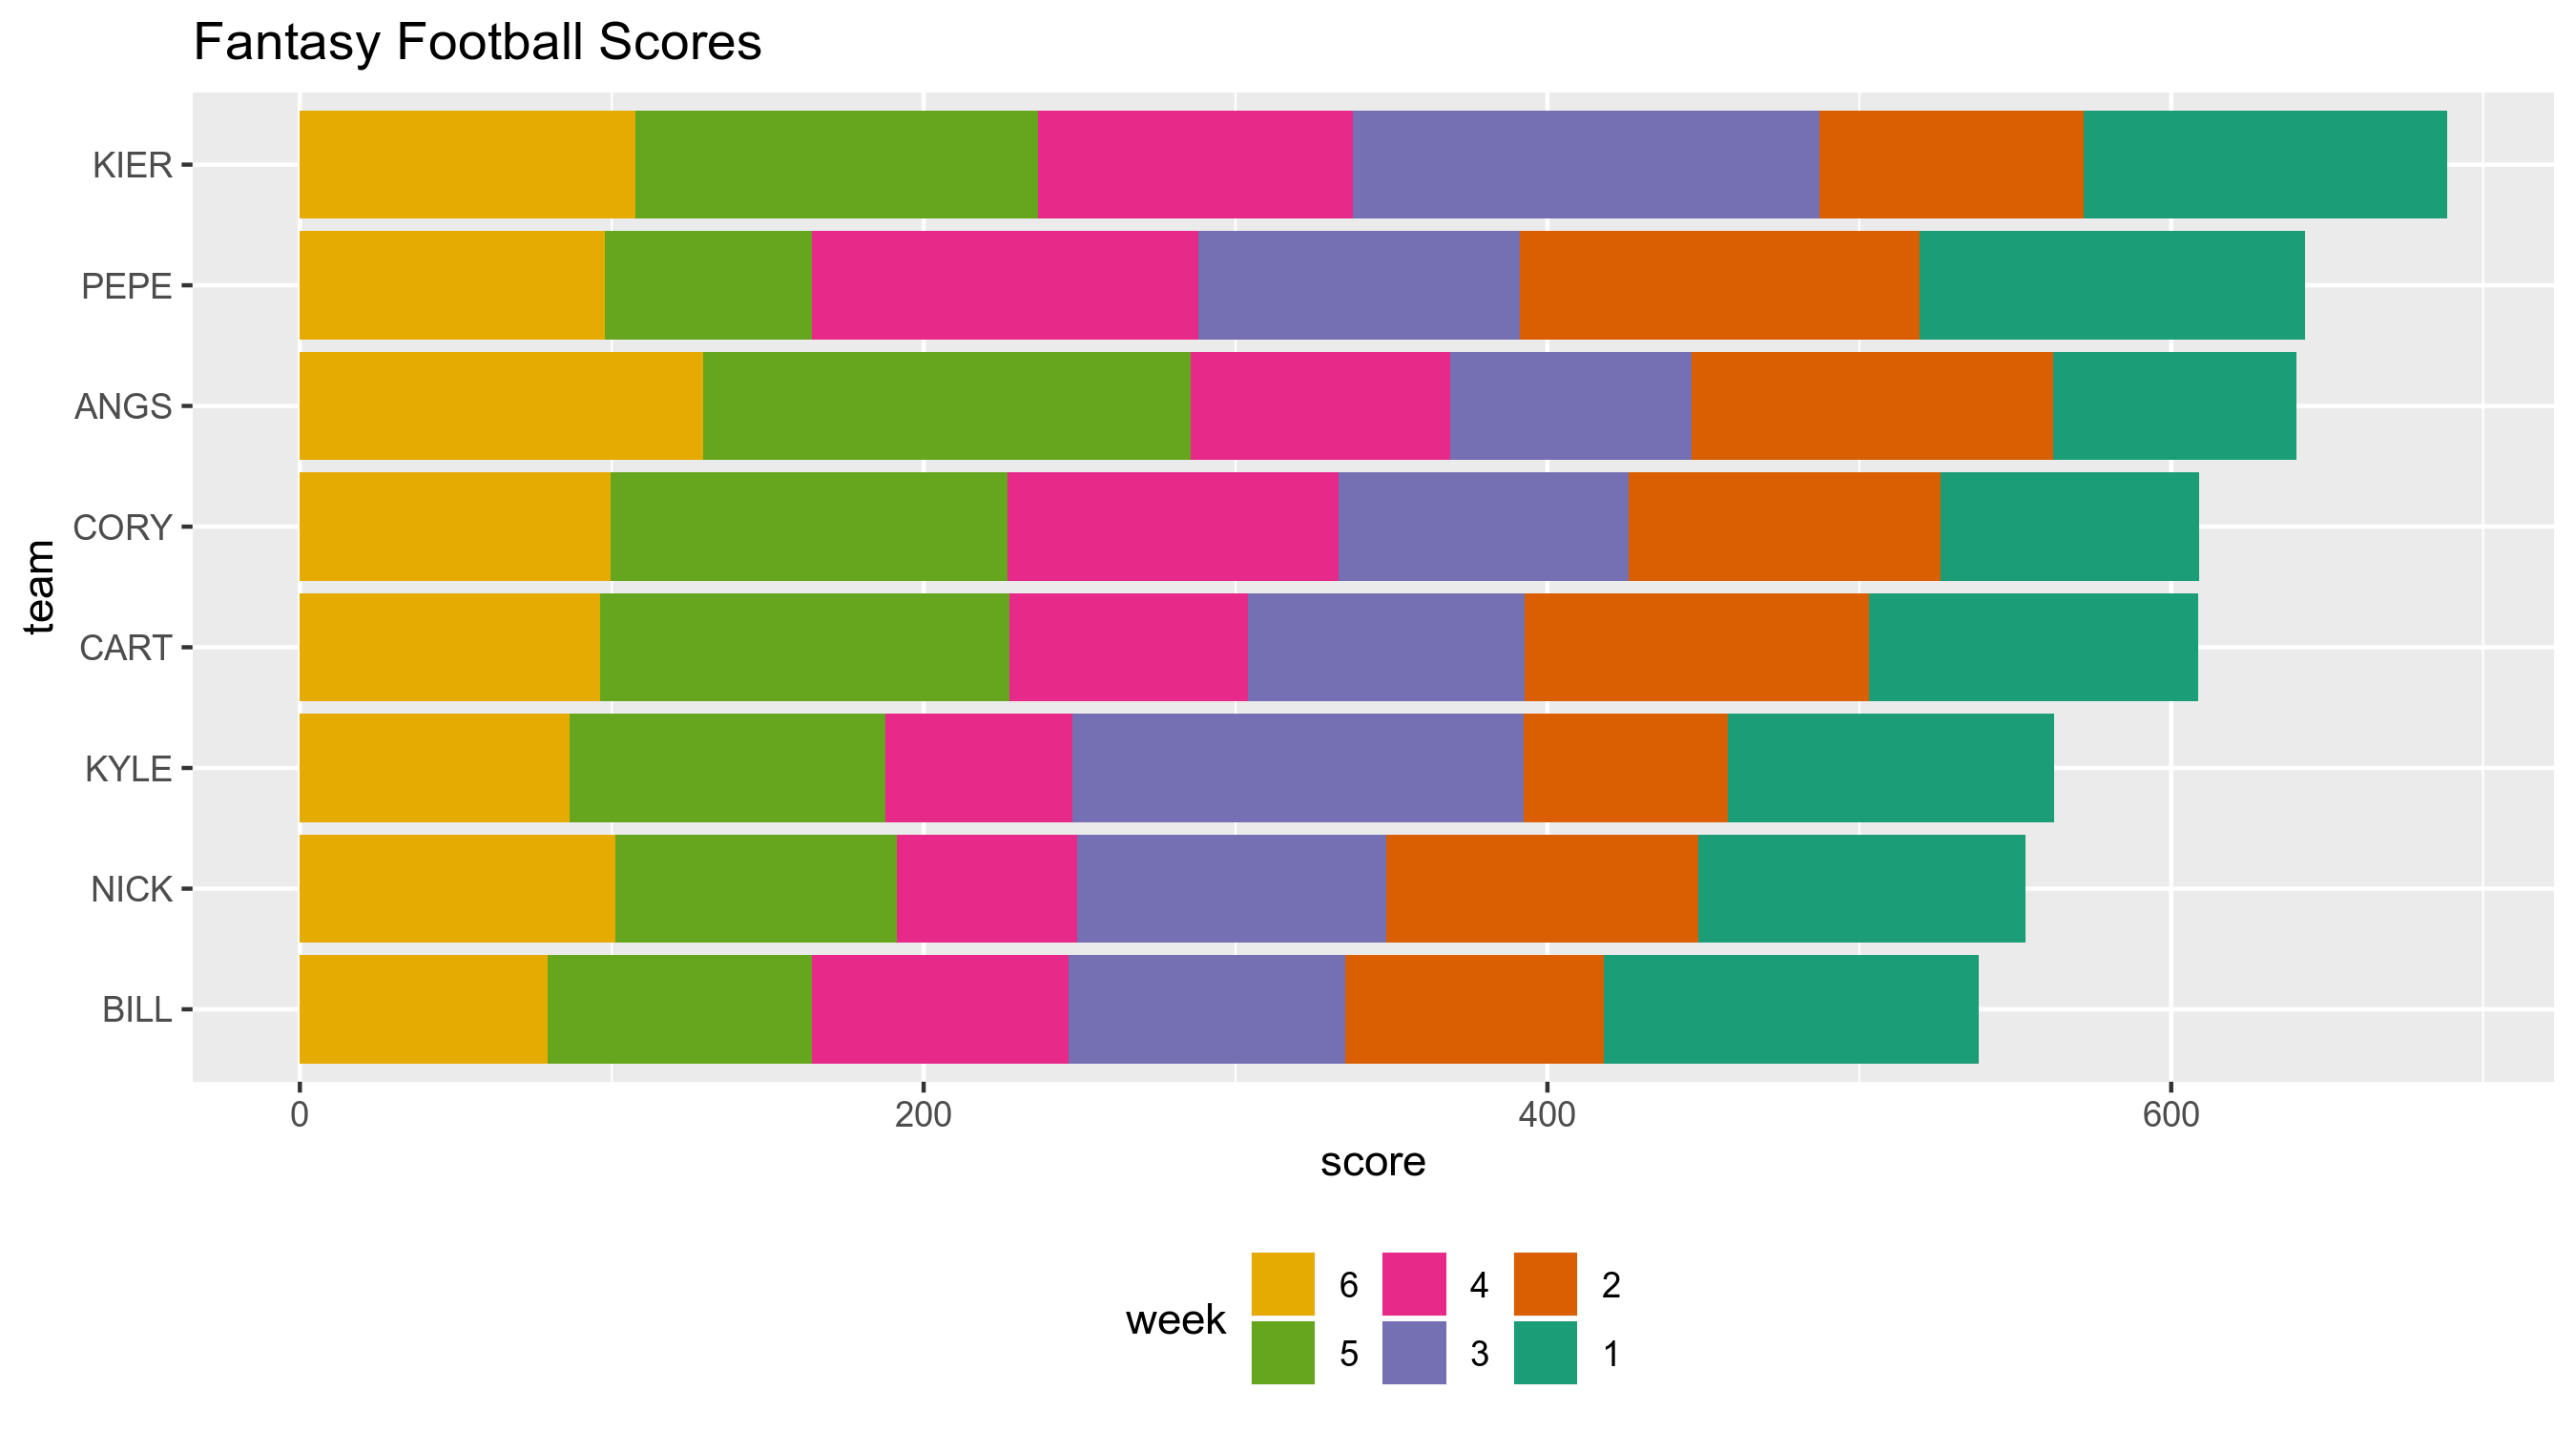 Fantasy Football Scores
team
KIER
PEPE
ANGS
CORY
CART
KYLE
NICK
BILL
0 200 400 600
score
week
6 4 2
5 3 1